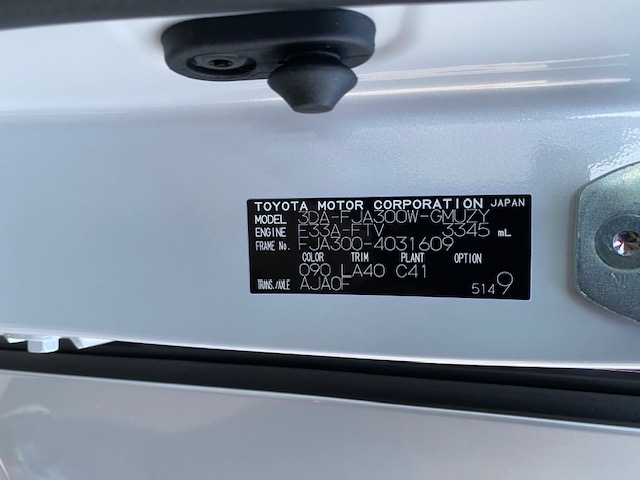 TOYOTA MOTOR CORPORATION JAPAN
MODEL 3DA-FJA300W-GMUZY
ENGINE F33A-FTV 3345 mL
FRAME No. FJA300-4031609
COLOR TRIM PLANT OPTION
090 LA40 C41
TRANS./AXLE AJA0F 5149